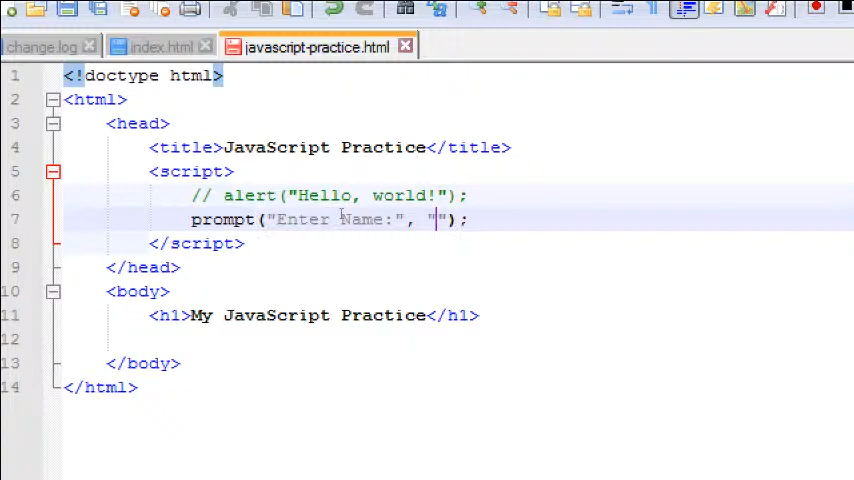 change.log index.html javascript-practice.html
1 <!doctype html>
2 <html>
3 <head>
4 <title>JavaScript Practice</title>
5 <script>
6 // alert("Hello, world!");
7 prompt("Enter Name:", "");
8 </script>
9 </head>
10 <body>
11 <h1>My JavaScript Practice</h1>
12
13 </body>
14 </html>